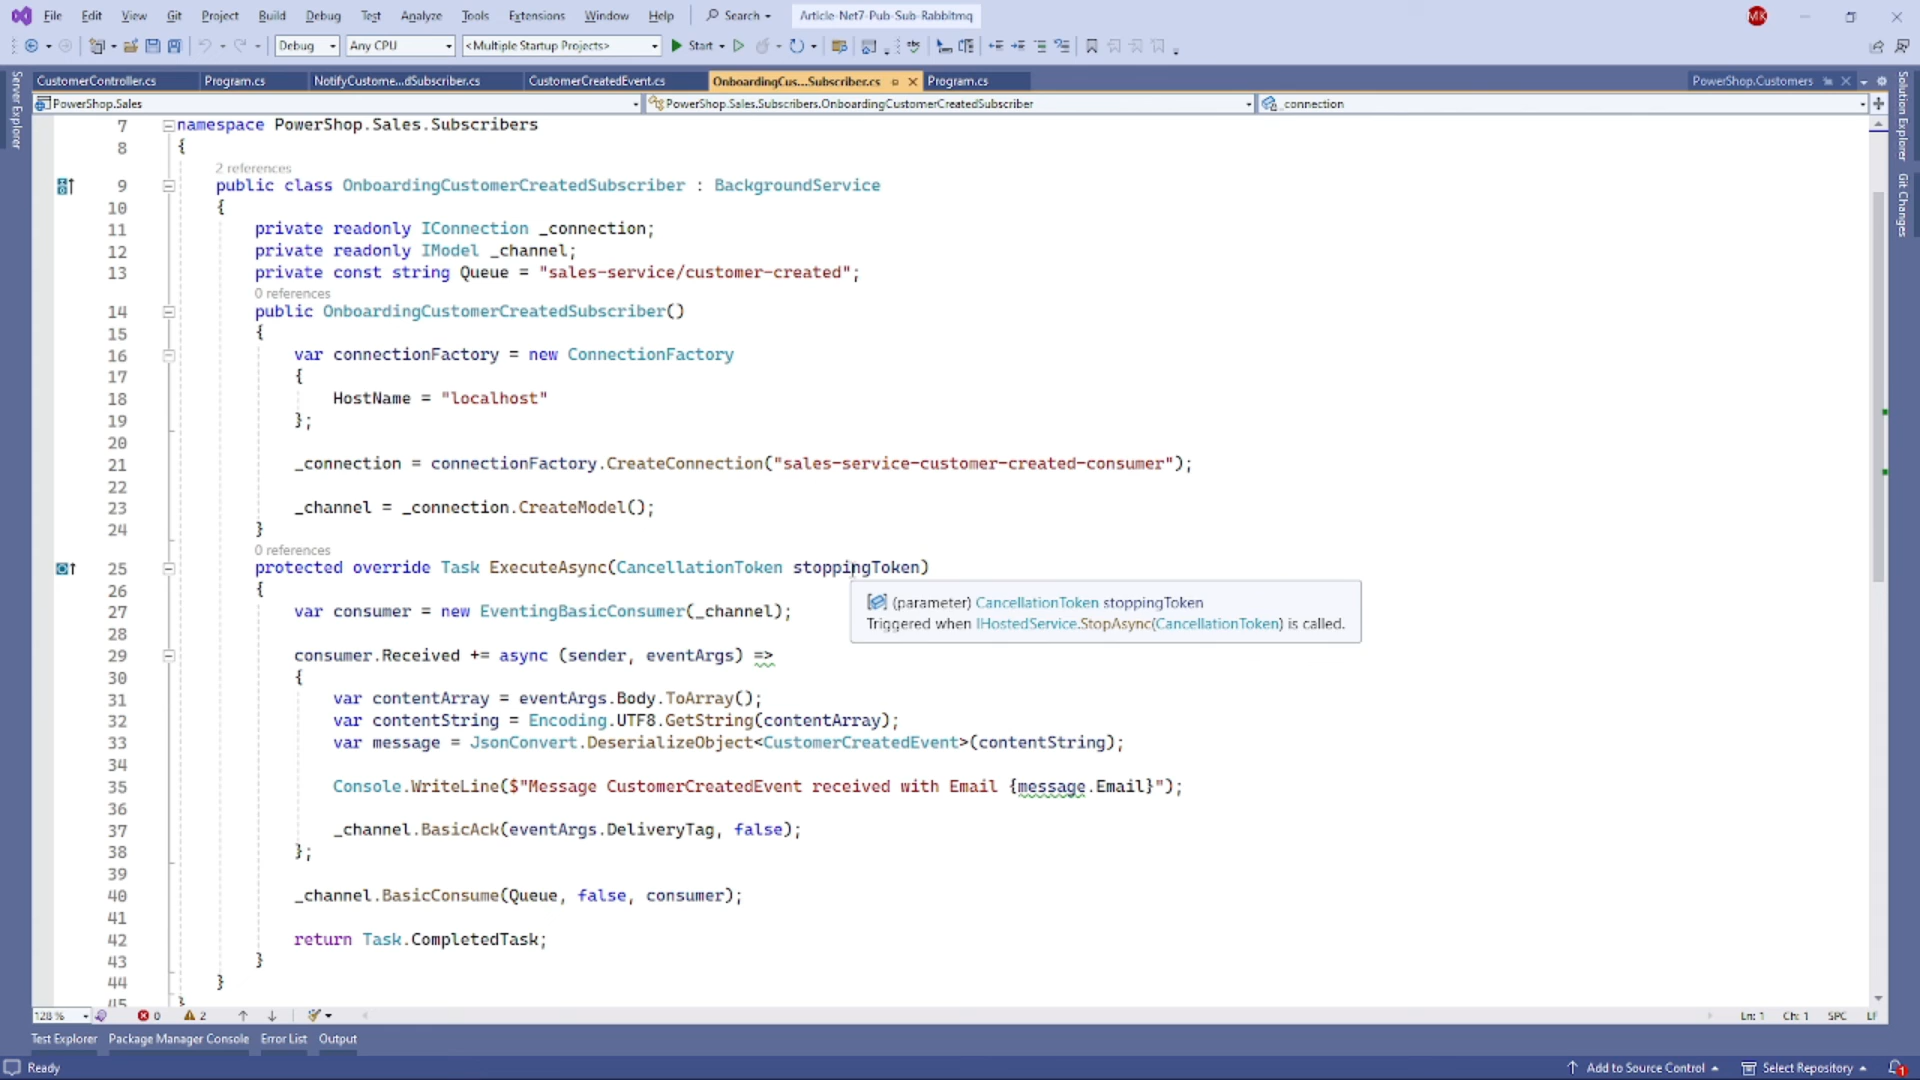 File Edit View Git Project Build Debug Test Analyze Tools Extensions Window Help Search Article-Net7-Pub-Sub-Rabbitmq MK
Debug Any CPU <Multiple Startup Projects> Start
CustomerController.cs Program.cs NotifyCustome...dSubscriber.cs CustomerCreatedEvent.cs OnboardingCus...Subscriber.cs Program.cs PowerShop.Customers
PowerShop.Sales PowerShop.Sales.Subscribers.OnboardingCustomerCreatedSubscriber _connection
Server Explorer
Solution Explorer
Git Changes
7 namespace PowerShop.Sales.Subscribers
8 {
2 references
9 public class OnboardingCustomerCreatedSubscriber : BackgroundService
10 {
11 private readonly IConnection _connection;
12 private readonly IModel _channel;
13 private const string Queue = "sales-service/customer-created";
0 references
14 public OnboardingCustomerCreatedSubscriber()
15 {
16 var connectionFactory = new ConnectionFactory
17 {
18 HostName = "localhost"
19 };
20
21 _connection = connectionFactory.CreateConnection("sales-service-customer-created-consumer");
22
23 _channel = _connection.CreateModel();
24 }
0 references
25 protected override Task ExecuteAsync(CancellationToken stoppingToken)
26 {
(parameter) CancellationToken stoppingToken
Triggered when IHostedService.StopAsync(CancellationToken) is called.
27 var consumer = new EventingBasicConsumer(_channel);
28
29 consumer.Received += async (sender, eventArgs) =>
30 {
31 var contentArray = eventArgs.Body.ToArray();
32 var contentString = Encoding.UTF8.GetString(contentArray);
33 var message = JsonConvert.DeserializeObject<CustomerCreatedEvent>(contentString);
34
35 Console.WriteLine($"Message CustomerCreatedEvent received with Email {message.Email}");
36
37 _channel.BasicAck(eventArgs.DeliveryTag, false);
38 };
39
40 _channel.BasicConsume(Queue, false, consumer);
41
42 return Task.CompletedTask;
43 }
44 }
45 }
128 % 0 2 Ln: 1 Ch: 1 SPC LF
Test Explorer Package Manager Console Error List Output
Ready Add to Source Control Select Repository 1